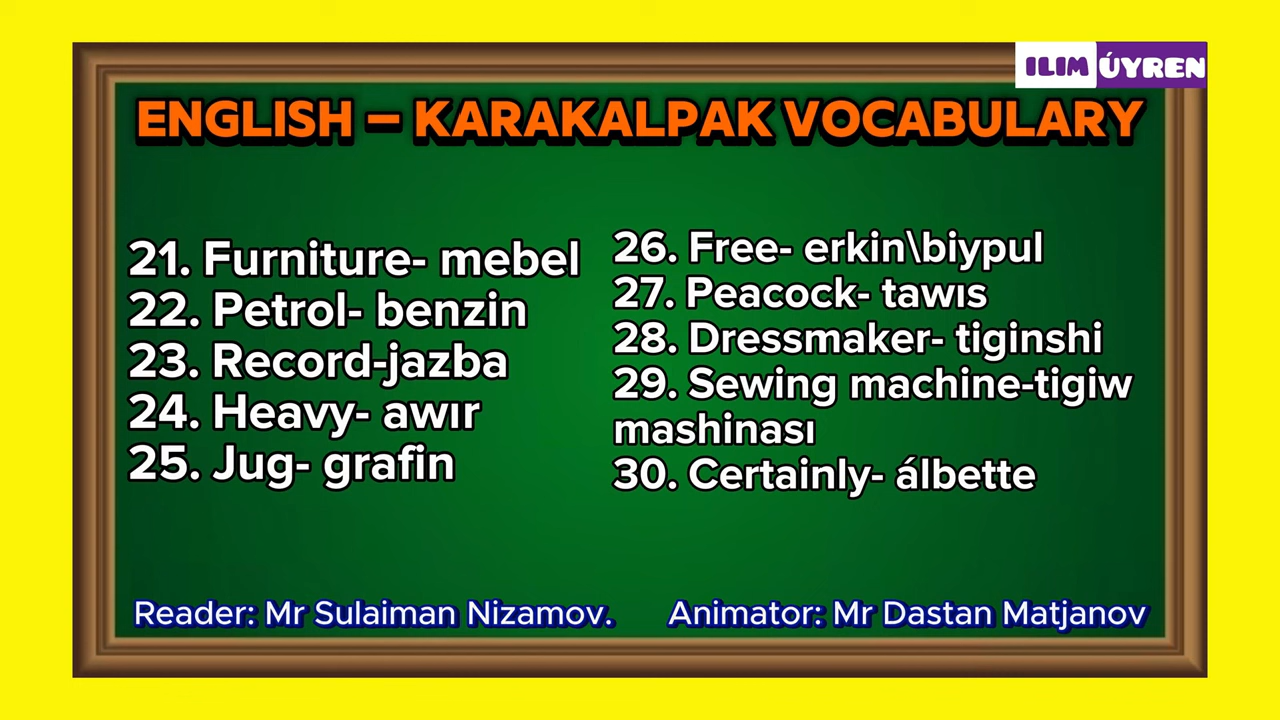 ILIM ÚYREN
ENGLISH – KARAKALPAK VOCABULARY
21. Furniture- mebel
22. Petrol- benzin
23. Record-jazba
24. Heavy- awır
25. Jug- grafin
26. Free- erkin\biypul
27. Peacock- tawıs
28. Dressmaker- tiginshi
29. Sewing machine-tigiw
mashinası
30. Certainly- álbette
Reader: Mr Sulaiman Nizamov.
Animator: Mr Dastan Matjanov